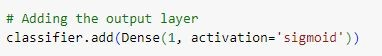 # Adding the output layer
classifier.add(Dense(1, activation='sigmoid'))